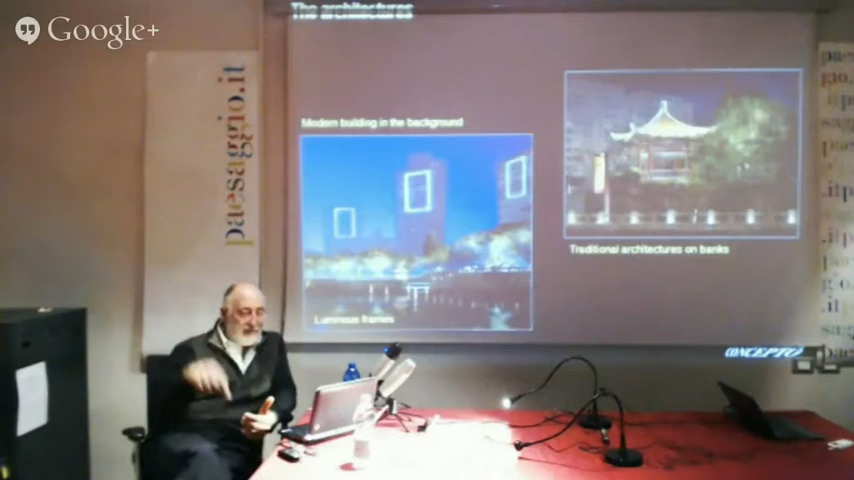 Google+
The architectures
paesaggio.it
Modern building in the background
Luminous frames
Traditional architectures on banks
CONCEPTO